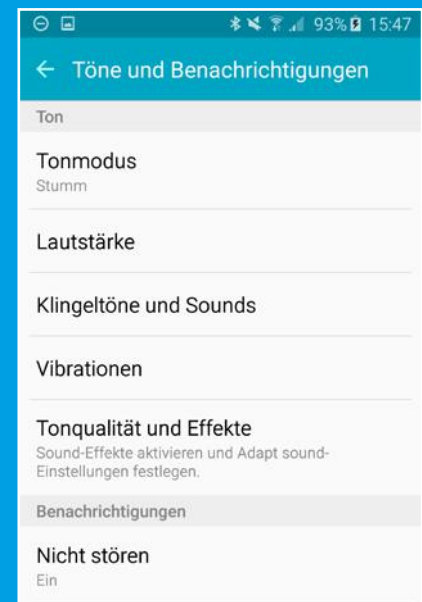 93% 15:47
Töne und Benachrichtigungen
Ton
Tonmodus
Stumm
Lautstärke
Klingeltöne und Sounds
Vibrationen
Tonqualität und Effekte
Sound-Effekte aktivieren und Adapt sound-
Einstellungen festlegen.
Benachrichtigungen
Nicht stören
Ein